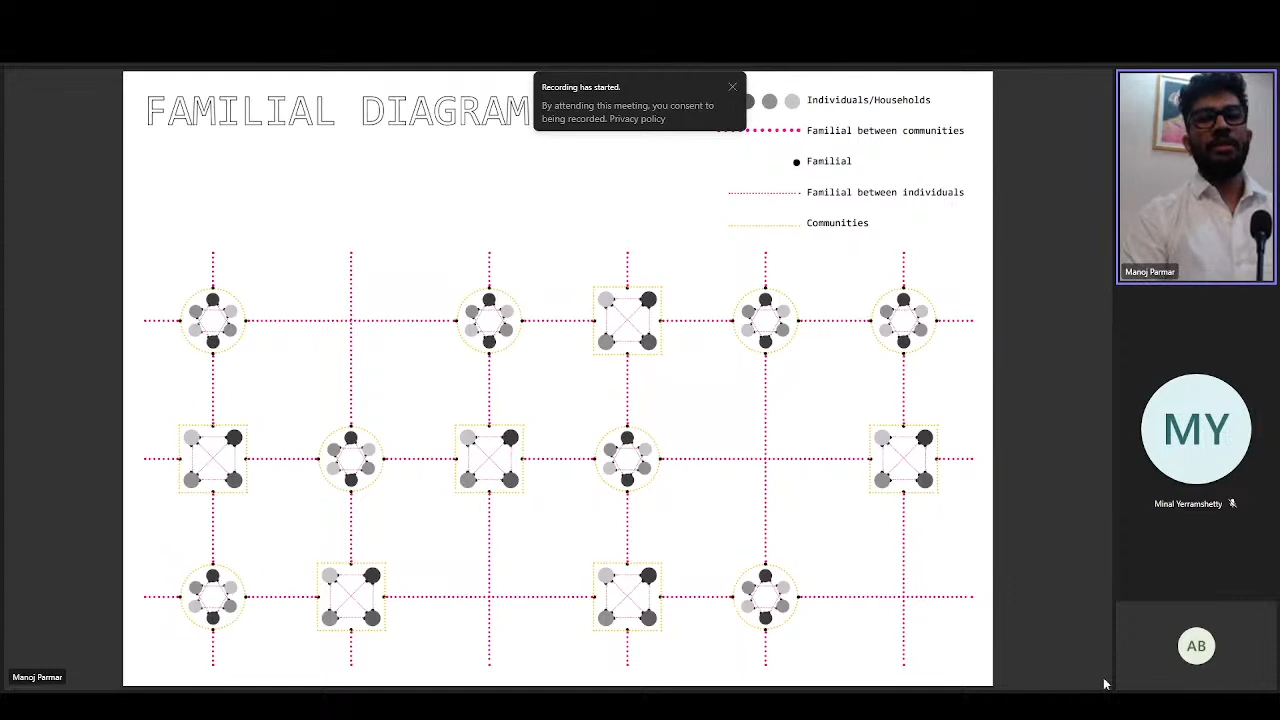 FAMILIAL DIAGRAM
Recording has started.
By attending this meeting, you consent to
being recorded. Privacy policy
Individuals/Households
Familial between communities
Familial
Familial between individuals
Communities
Manoj Parmar
MY
Minal Yerramshetty
AB
Manoj Parmar